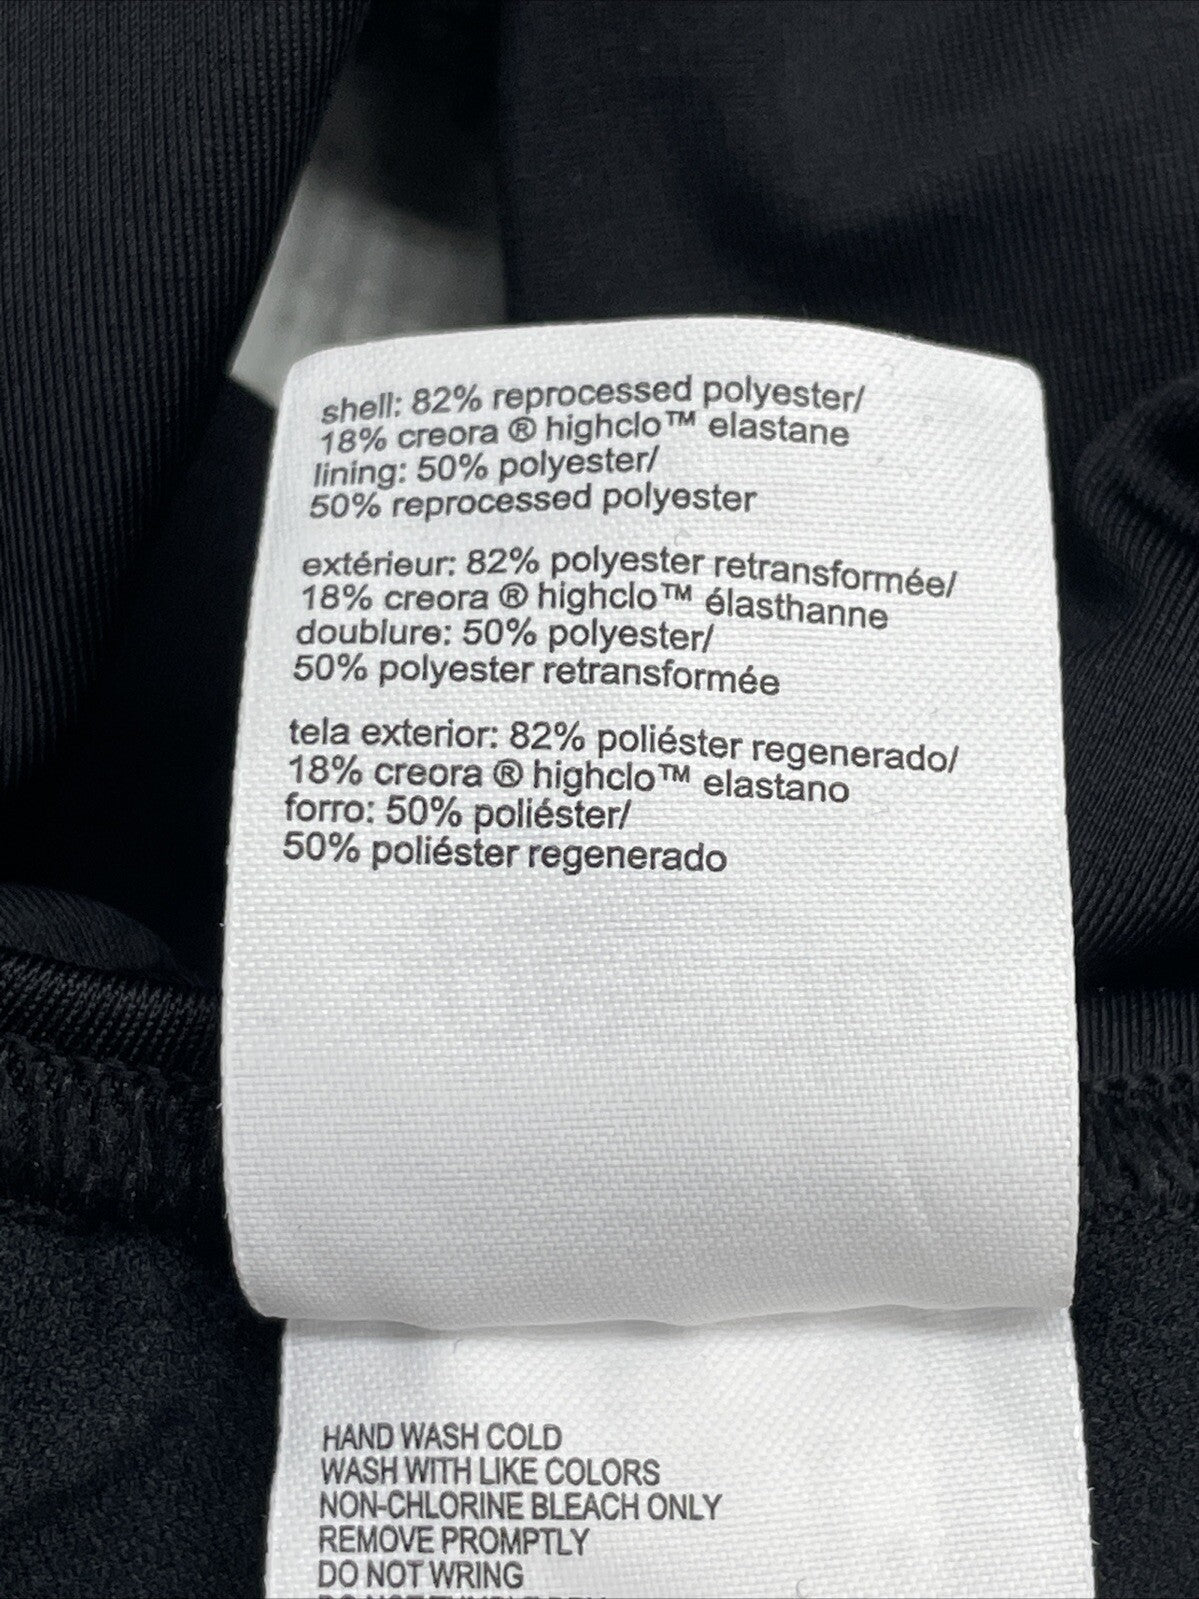 shell: 82% reprocessed polyester/
18% creora ® highclo™ elastane
lining: 50% polyester/
50% reprocessed polyester
extérieur: 82% polyester retransformée/
18% creora ® highclo™ élasthanne
doublure: 50% polyester/
50% polyester retransformée
tela exterior: 82% poliéster regenerado/
18% creora ® highclo™ elastano
forro: 50% poliéster/
50% poliéster regenerado
HAND WASH COLD
WASH WITH LIKE COLORS
NON-CHLORINE BLEACH ONLY
REMOVE PROMPTLY
DO NOT WRING